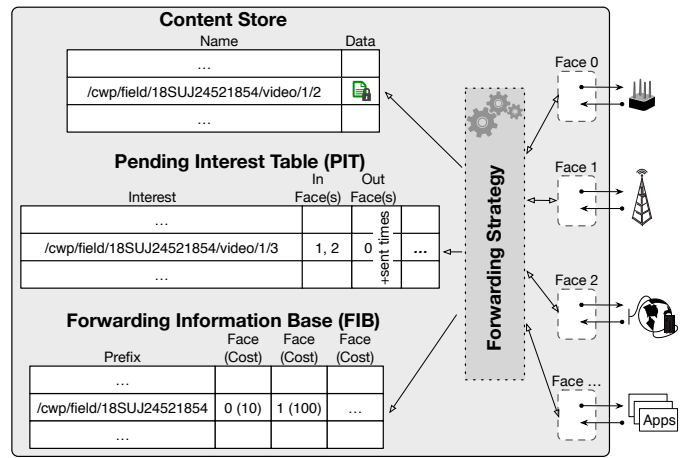 Content Store
Name Data
…
/cwp/field/18SUJ24521854/video/1/2
…
Pending Interest Table (PIT)
In Out
Interest Face(s) Face(s)
…
/cwp/field/18SUJ24521854/video/1/3 1, 2 0 +sent times ...
…
Forwarding Information Base (FIB)
Face Face Face
Prefix (Cost) (Cost) (Cost)
…
/cwp/field/18SUJ24521854 0 (10) 1 (100) …
…
Forwarding Strategy
Face 0
Face 1
Face 2
Face …
Apps